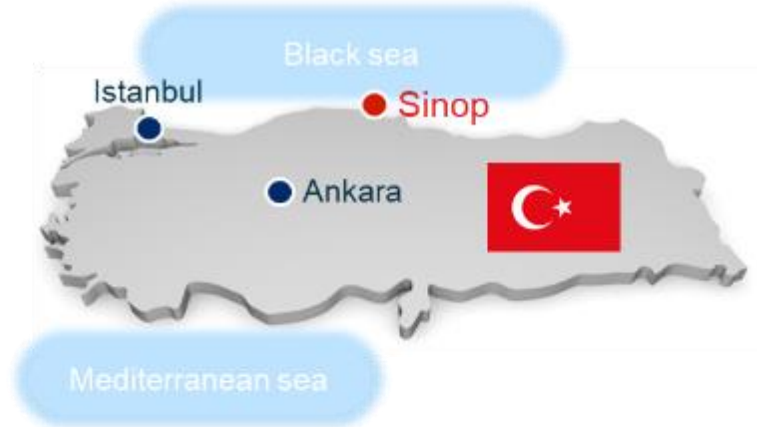 Black sea
Istanbul
Sinop
Ankara
Mediterranean sea